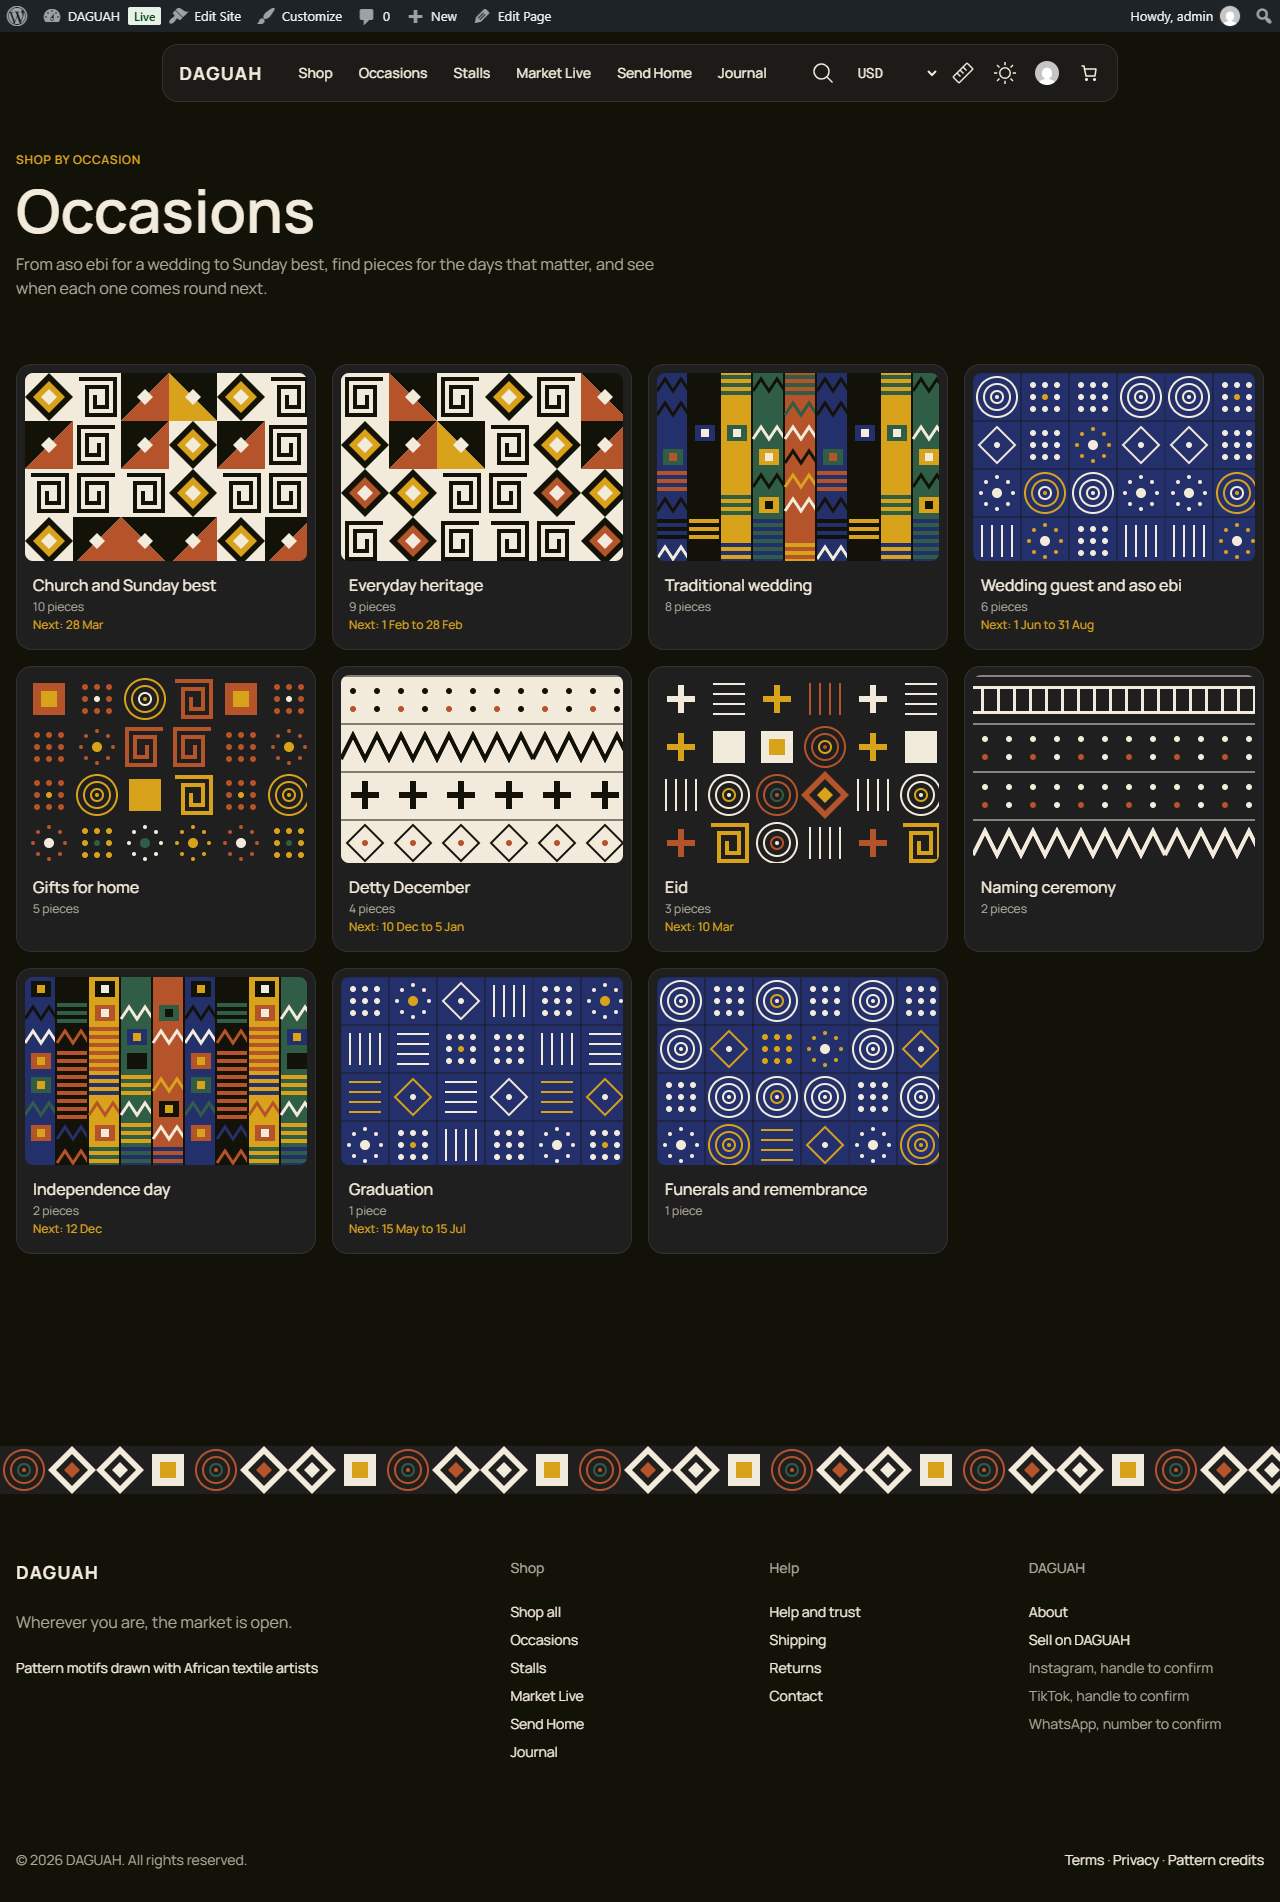 DAGUAH Live Edit Site Customize 0 New Edit Page Howdy, admin
DAGUAH Shop Occasions Stalls Market Live Send Home Journal USD
SHOP BY OCCASION
Occasions
From aso ebi for a wedding to Sunday best, find pieces for the days that matter, and see
when each one comes round next.
Church and Sunday best
10 pieces
Next: 28 Mar
Everyday heritage
9 pieces
Next: 1 Feb to 28 Feb
Traditional wedding
8 pieces
Wedding guest and aso ebi
6 pieces
Next: 1 Jun to 31 Aug
Gifts for home
5 pieces
Detty December
4 pieces
Next: 10 Dec to 5 Jan
Eid
3 pieces
Next: 10 Mar
Naming ceremony
2 pieces
Independence day
2 pieces
Next: 12 Dec
Graduation
1 piece
Next: 15 May to 15 Jul
Funerals and remembrance
1 piece
DAGUAH
Wherever you are, the market is open.
Pattern motifs drawn with African textile artists
Shop
Shop all
Occasions
Stalls
Market Live
Send Home
Journal
Help
Help and trust
Shipping
Returns
Contact
DAGUAH
About
Sell on DAGUAH
Instagram, handle to confirm
TikTok, handle to confirm
WhatsApp, number to confirm
© 2026 DAGUAH. All rights reserved.
Terms · Privacy · Pattern credits